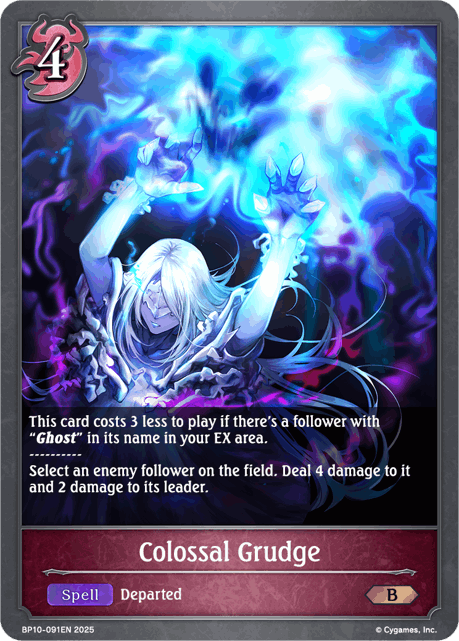 4
This card costs 3 less to play if there's a follower with
“Ghost” in its name in your EX area.
----------
Select an enemy follower on the field. Deal 4 damage to it
and 2 damage to its leader.
Colossal Grudge
Spell Departed B
BP10-091EN 2025 © Cygames, Inc.